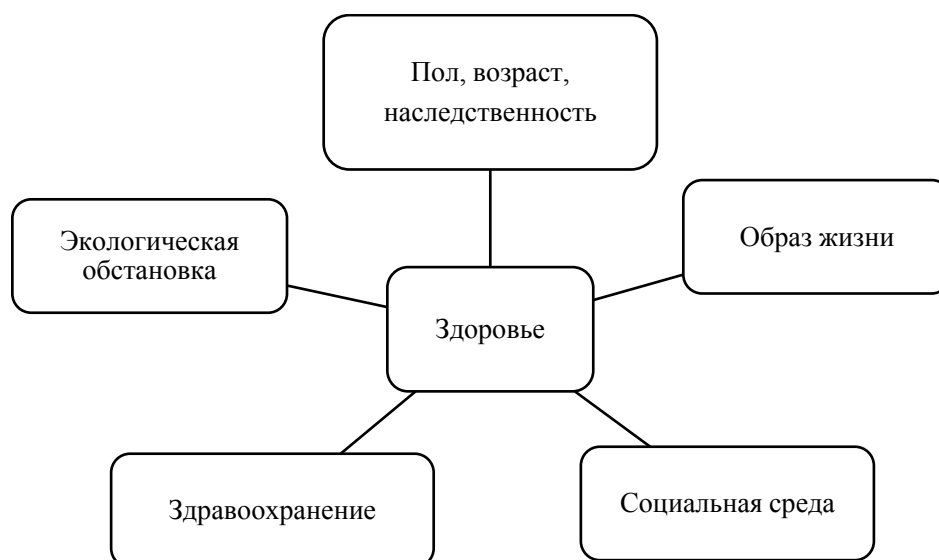 Пол, возраст,
наследственность
Экологическая
обстановка
Образ жизни
Здоровье
Здравоохранение
Социальная среда